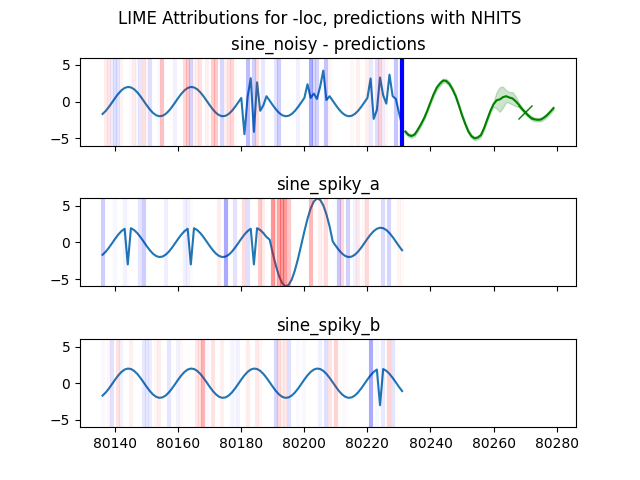 LIME Attributions for -loc, predictions with NHITS
sine_noisy - predictions
5
0
−5
sine_spiky_a
5
0
−5
sine_spiky_b
5
0
−5
80140 80160 80180 80200 80220 80240 80260 80280